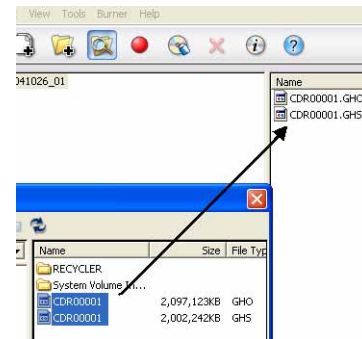 View Tools Burner Help
041026_01
Name
CDR00001.GHO
CDR00001.GHS
Name Size File Typ
RECYCLER
System Volume In...
CDR00001 2,097,123KB GHO
CDR00001 2,002,242KB GHS